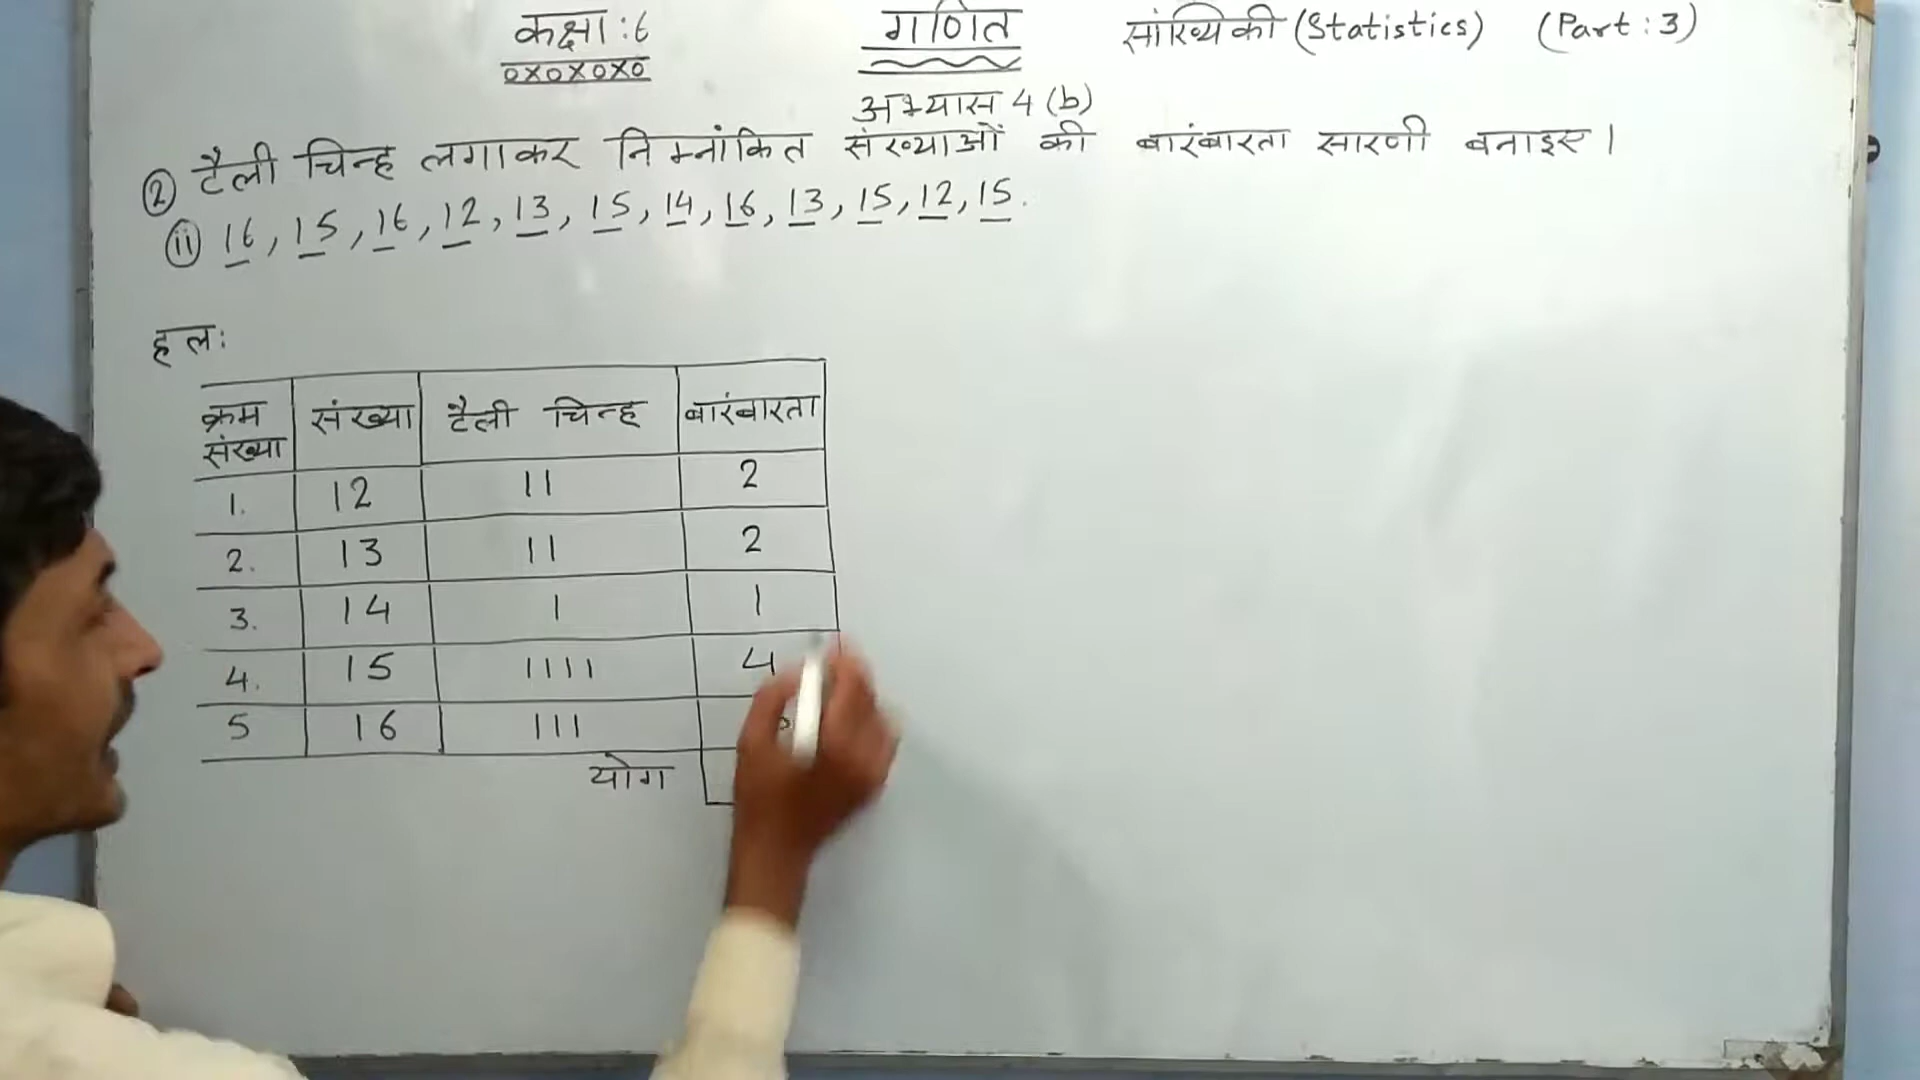 कक्षा : 6 गणित सांख्यिकी (Statistics) (Part : 3)
0x0x0x0
अभ्यास 4 (b)
② टैली चिन्ह लगाकर निम्नांकित संख्याओं की बारंबारता सारणी बनाइए।
(ii) 16, 15, 16, 12, 13, 15, 14, 16, 13, 15, 12, 15.
हल:
क्रम संख्या संख्या टैली चिन्ह बारंबारता
1. 12 || 2
2. 13 || 2
3. 14 | 1
4. 15 |||| 4
5 16 |||
योग